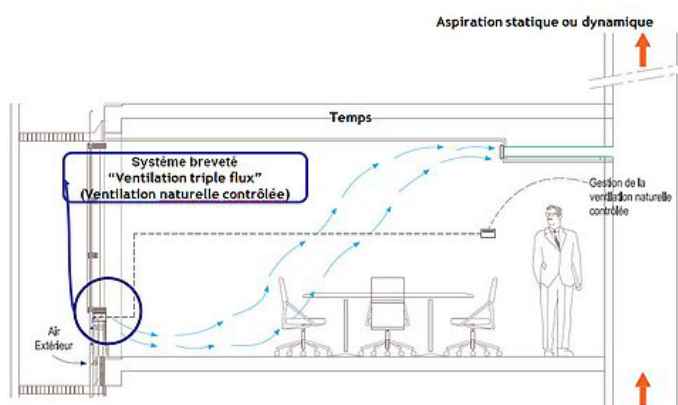 Aspiration statique ou dynamique
Temps
Système breveté
“Ventilation triple flux”
(Ventilation naturelle contrôlée)
Gestion de la
ventilation naturelle
contrôlée
Air
Extérieur